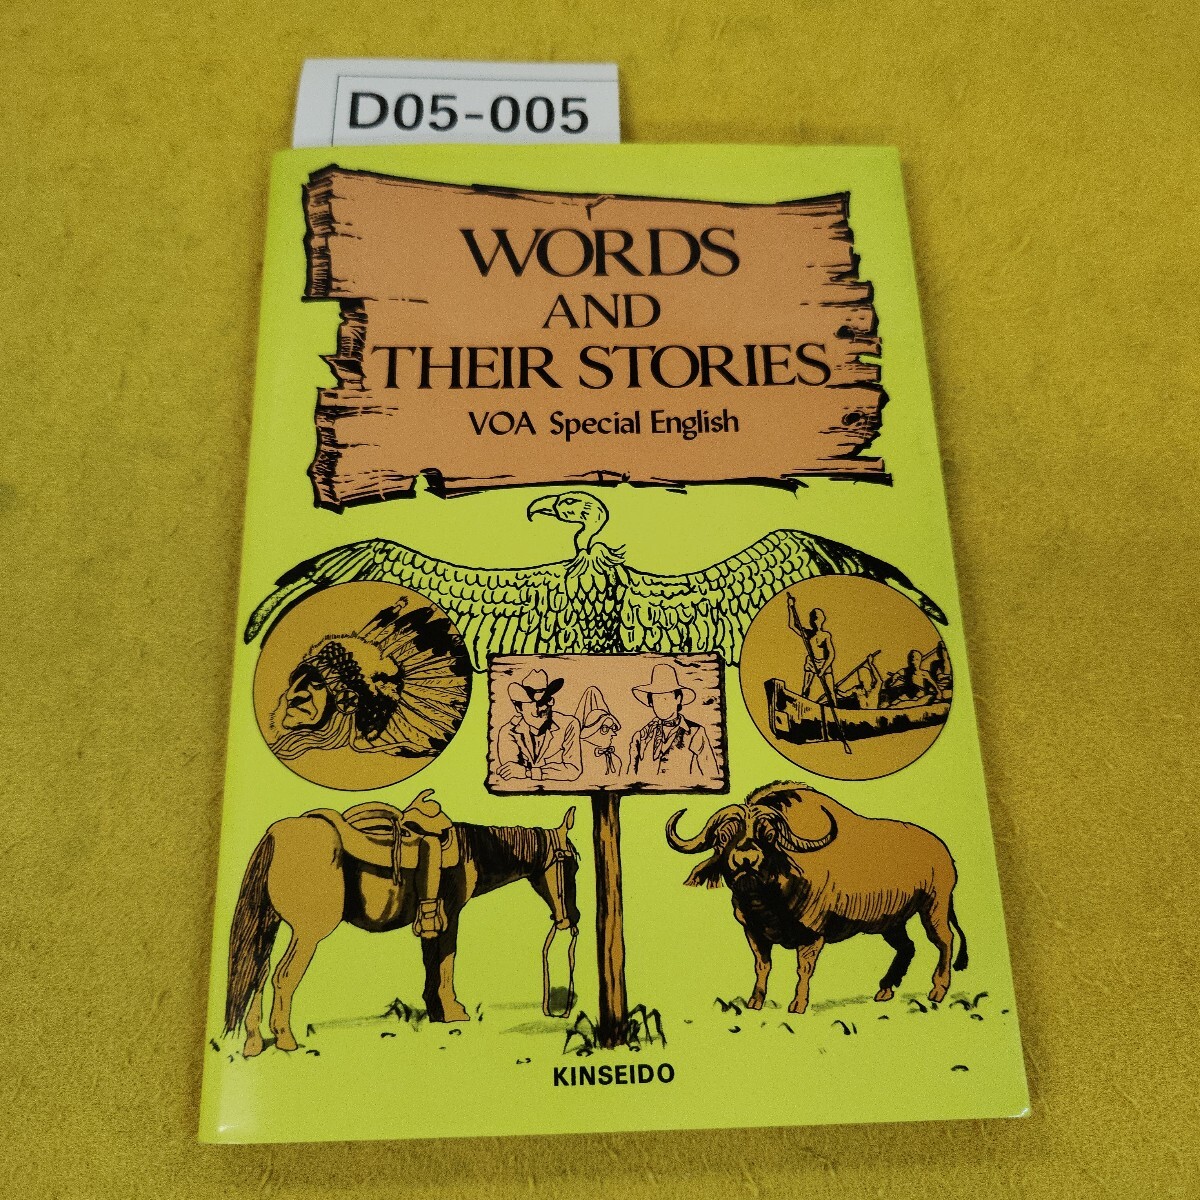 D05-005
WORDS
AND
THEIR STORIES
VOA Special English
KINSEIDO